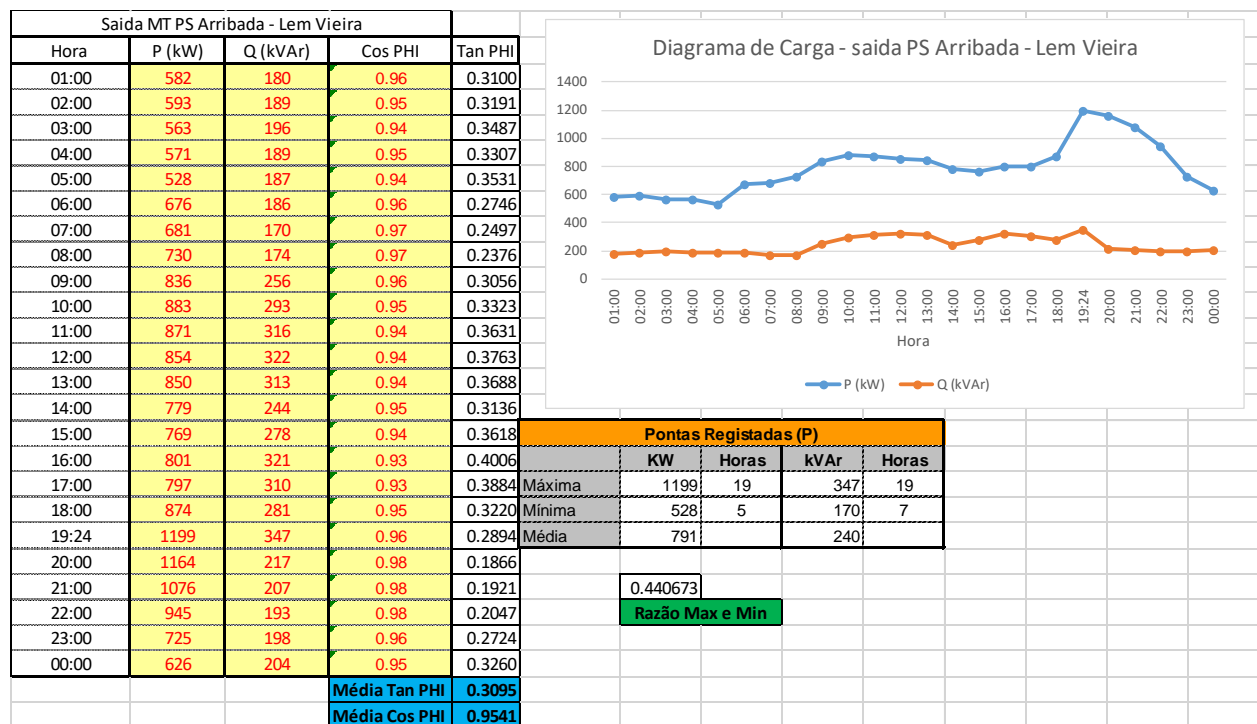 Saida MT PS Arribada - Lem Vieira
Hora P (kW) Q (kVAr) Cos PHI Tan PHI
01:00 582 180 0.96 0.3100
02:00 593 189 0.95 0.3191
03:00 563 196 0.94 0.3487
04:00 571 189 0.95 0.3307
05:00 528 187 0.94 0.3531
06:00 676 186 0.96 0.2746
07:00 681 170 0.97 0.2497
08:00 730 174 0.97 0.2376
09:00 836 256 0.96 0.3056
10:00 883 293 0.95 0.3323
11:00 871 316 0.94 0.3631
12:00 854 322 0.94 0.3763
13:00 850 313 0.94 0.3688
14:00 779 244 0.95 0.3136
15:00 769 278 0.94 0.3618
16:00 801 321 0.93 0.4006
17:00 797 310 0.93 0.3884
18:00 874 281 0.95 0.3220
19:24 1199 347 0.96 0.2894
20:00 1164 217 0.98 0.1866
21:00 1076 207 0.98 0.1921
22:00 945 193 0.98 0.2047
23:00 725 198 0.96 0.2724
00:00 626 204 0.95 0.3260
Média Tan PHI 0.3095
Média Cos PHI 0.9541
Diagrama de Carga - saida PS Arribada - Lem Vieira
1400
1200
1000
800
600
400
200
0
01:00 02:00 03:00 04:00 05:00 06:00 07:00 08:00 09:00 10:00 11:00 12:00 13:00 14:00 15:00 16:00 17:00 18:00 19:24 20:00 21:00 22:00 23:00 00:00
Hora
P (kW) Q (kVAr)
Pontas Registadas (P)
KW Horas kVAr Horas
Máxima 1199 19 347 19
Mínima 528 5 170 7
Média 791 240
0.440673
Razão Max e Min